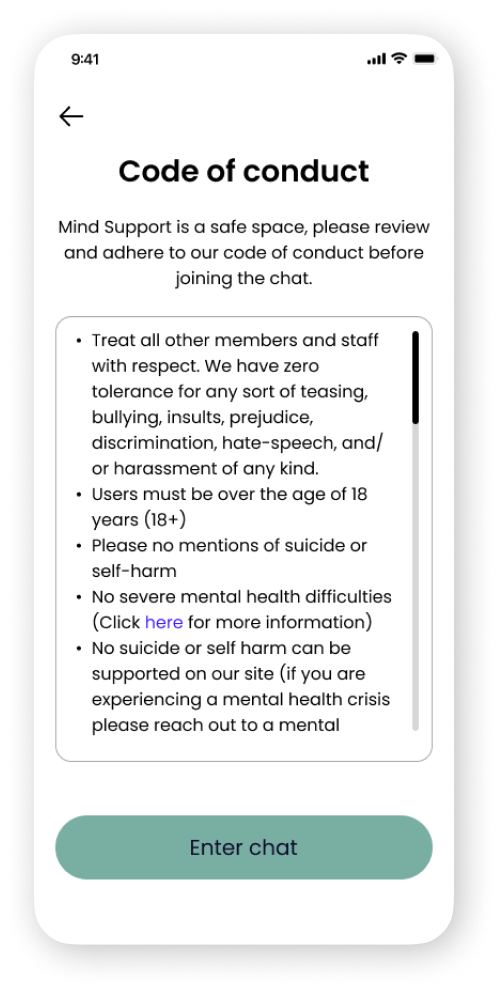 9:41
Code of conduct
Mind Support is a safe space, please review
and adhere to our code of conduct before
joining the chat.
• Treat all other members and staff
with respect. We have zero
tolerance for any sort of teasing,
bullying, insults, prejudice,
discrimination, hate-speech, and/
or harassment of any kind.
• Users must be over the age of 18
years (18+)
• Please no mentions of suicide or
self-harm
• No severe mental health difficulties
(Click here for more information)
• No suicide or self harm can be
supported on our site (if you are
experiencing a mental health crisis
please reach out to a mental
Enter chat